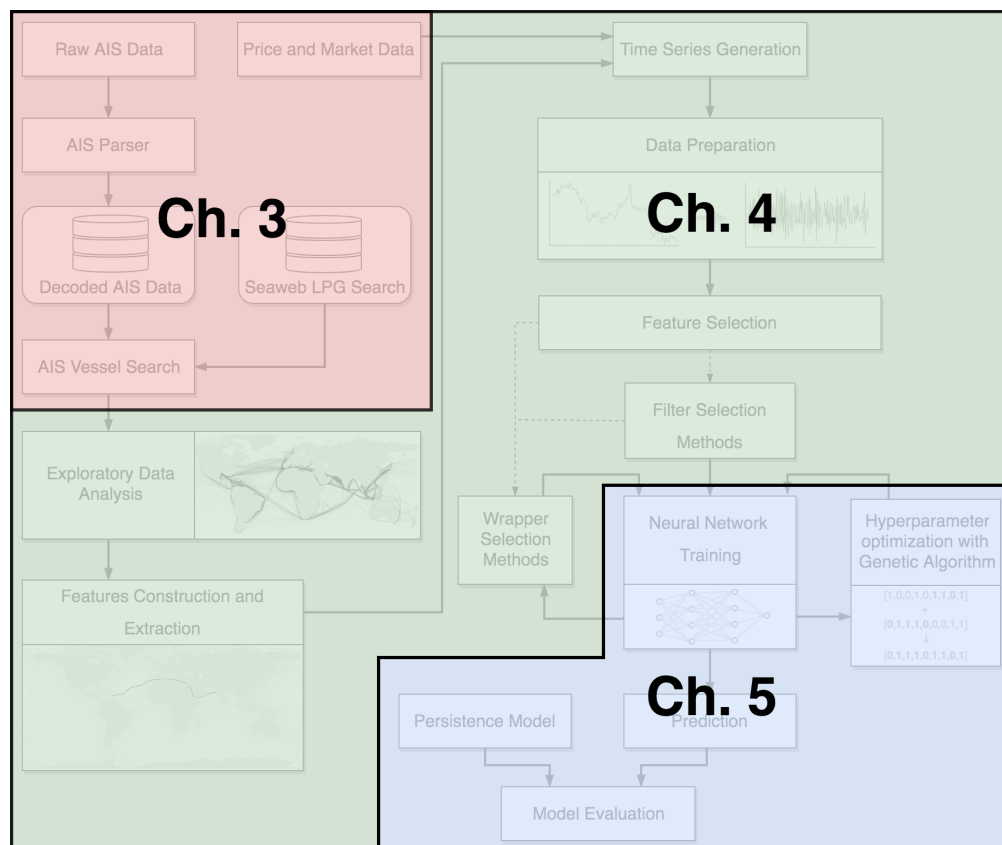 Raw AIS Data
Price and Market Data
Time Series Generation
AIS Parser
Data Preparation
Ch. 3
Ch. 4
Decoded AIS Data
Seaweb LPG Search
Feature Selection
AIS Vessel Search
Filter Selection
Methods
Exploratory Data
Analysis
Wrapper
Selection
Methods
Neural Network
Training
Hyperparameter
optimization with
Genetic Algorithm
[1,0,0,1,0,1,1,0,1]
+
[0,1,1,1,0,0,0,1,1]
↓
[0,1,1,1,0,1,1,0,1]
Features Construction and
Extraction
Ch. 5
Persistence Model
Prediction
Model Evaluation